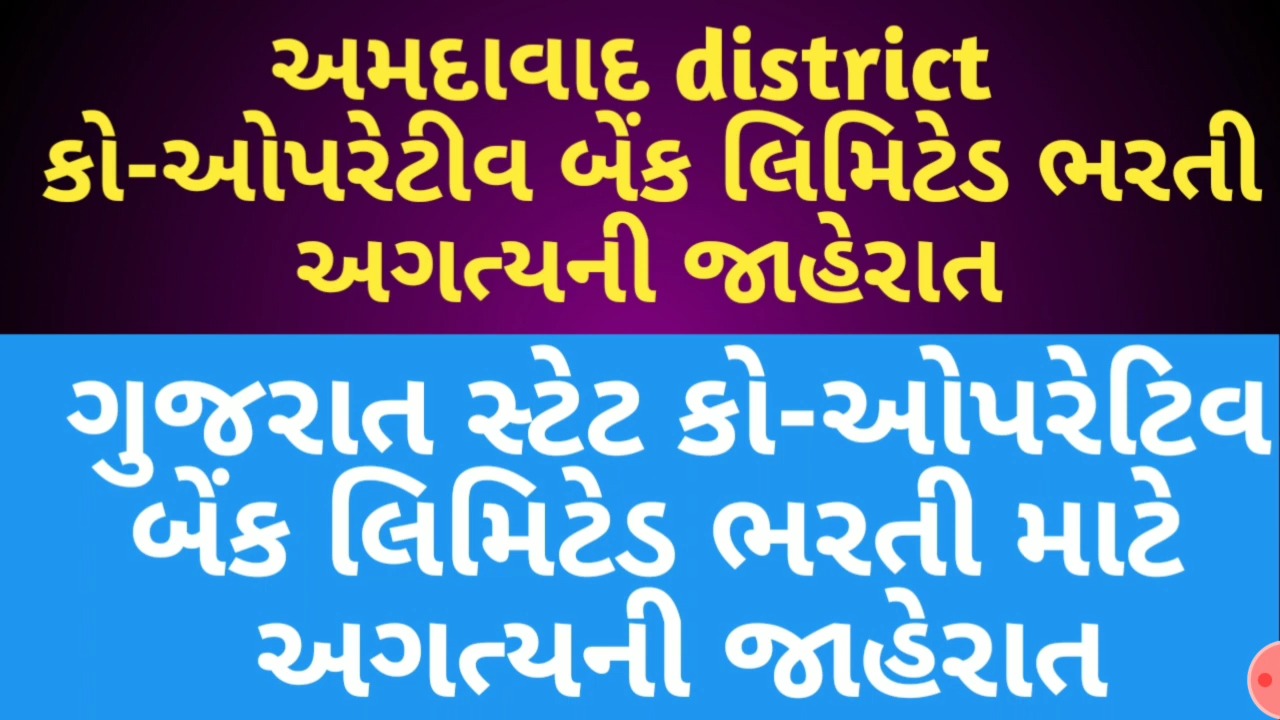 અમદાવાદ district
કો-ઓપરેટીવ બેંક લિમિટેડ ભરતી
અગત્યની જાહેરાત
ગુજરાત સ્ટેટ કો-ઓપરેટિવ
બેંક લિમિટેડ ભરતી માટે
અગત્યની જાહેરાત